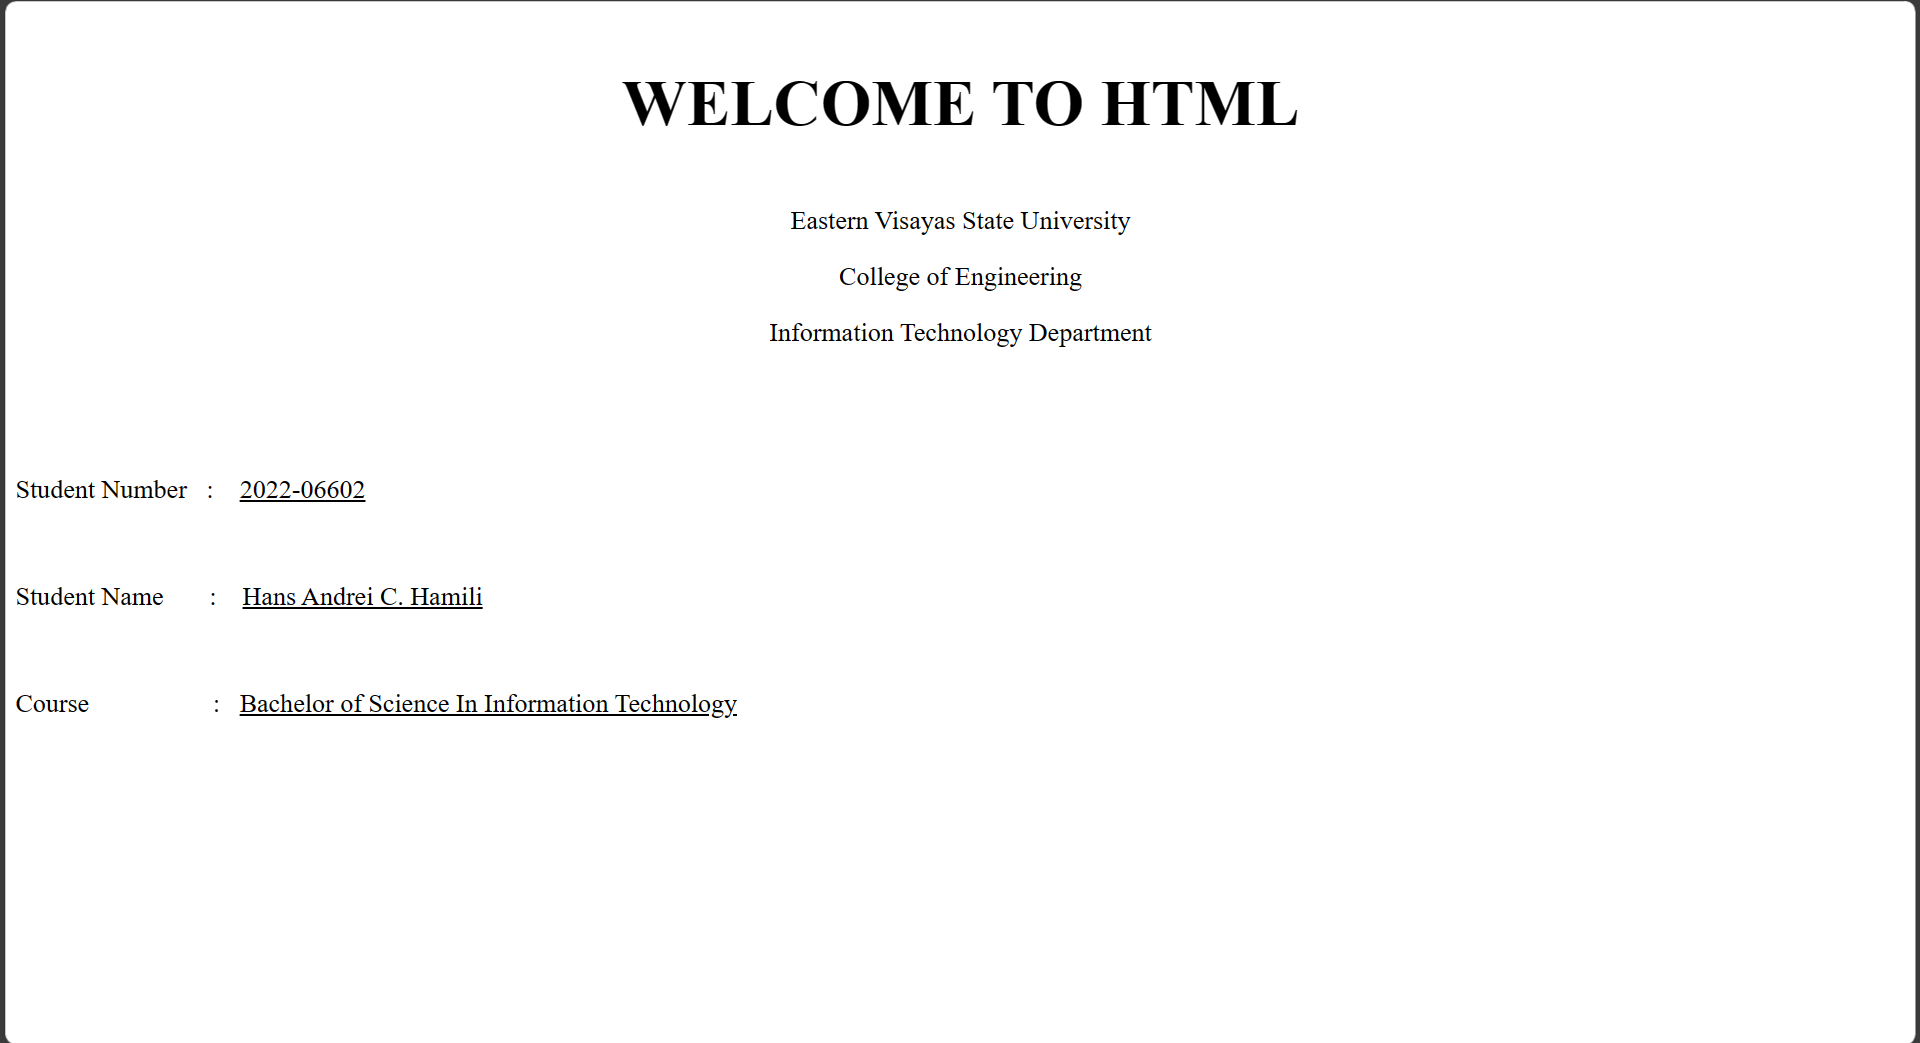 WELCOME TO HTML
Eastern Visayas State University
College of Engineering
Information Technology Department
Student Number : 2022-06602
Student Name : Hans Andrei C. Hamili
Course : Bachelor of Science In Information Technology